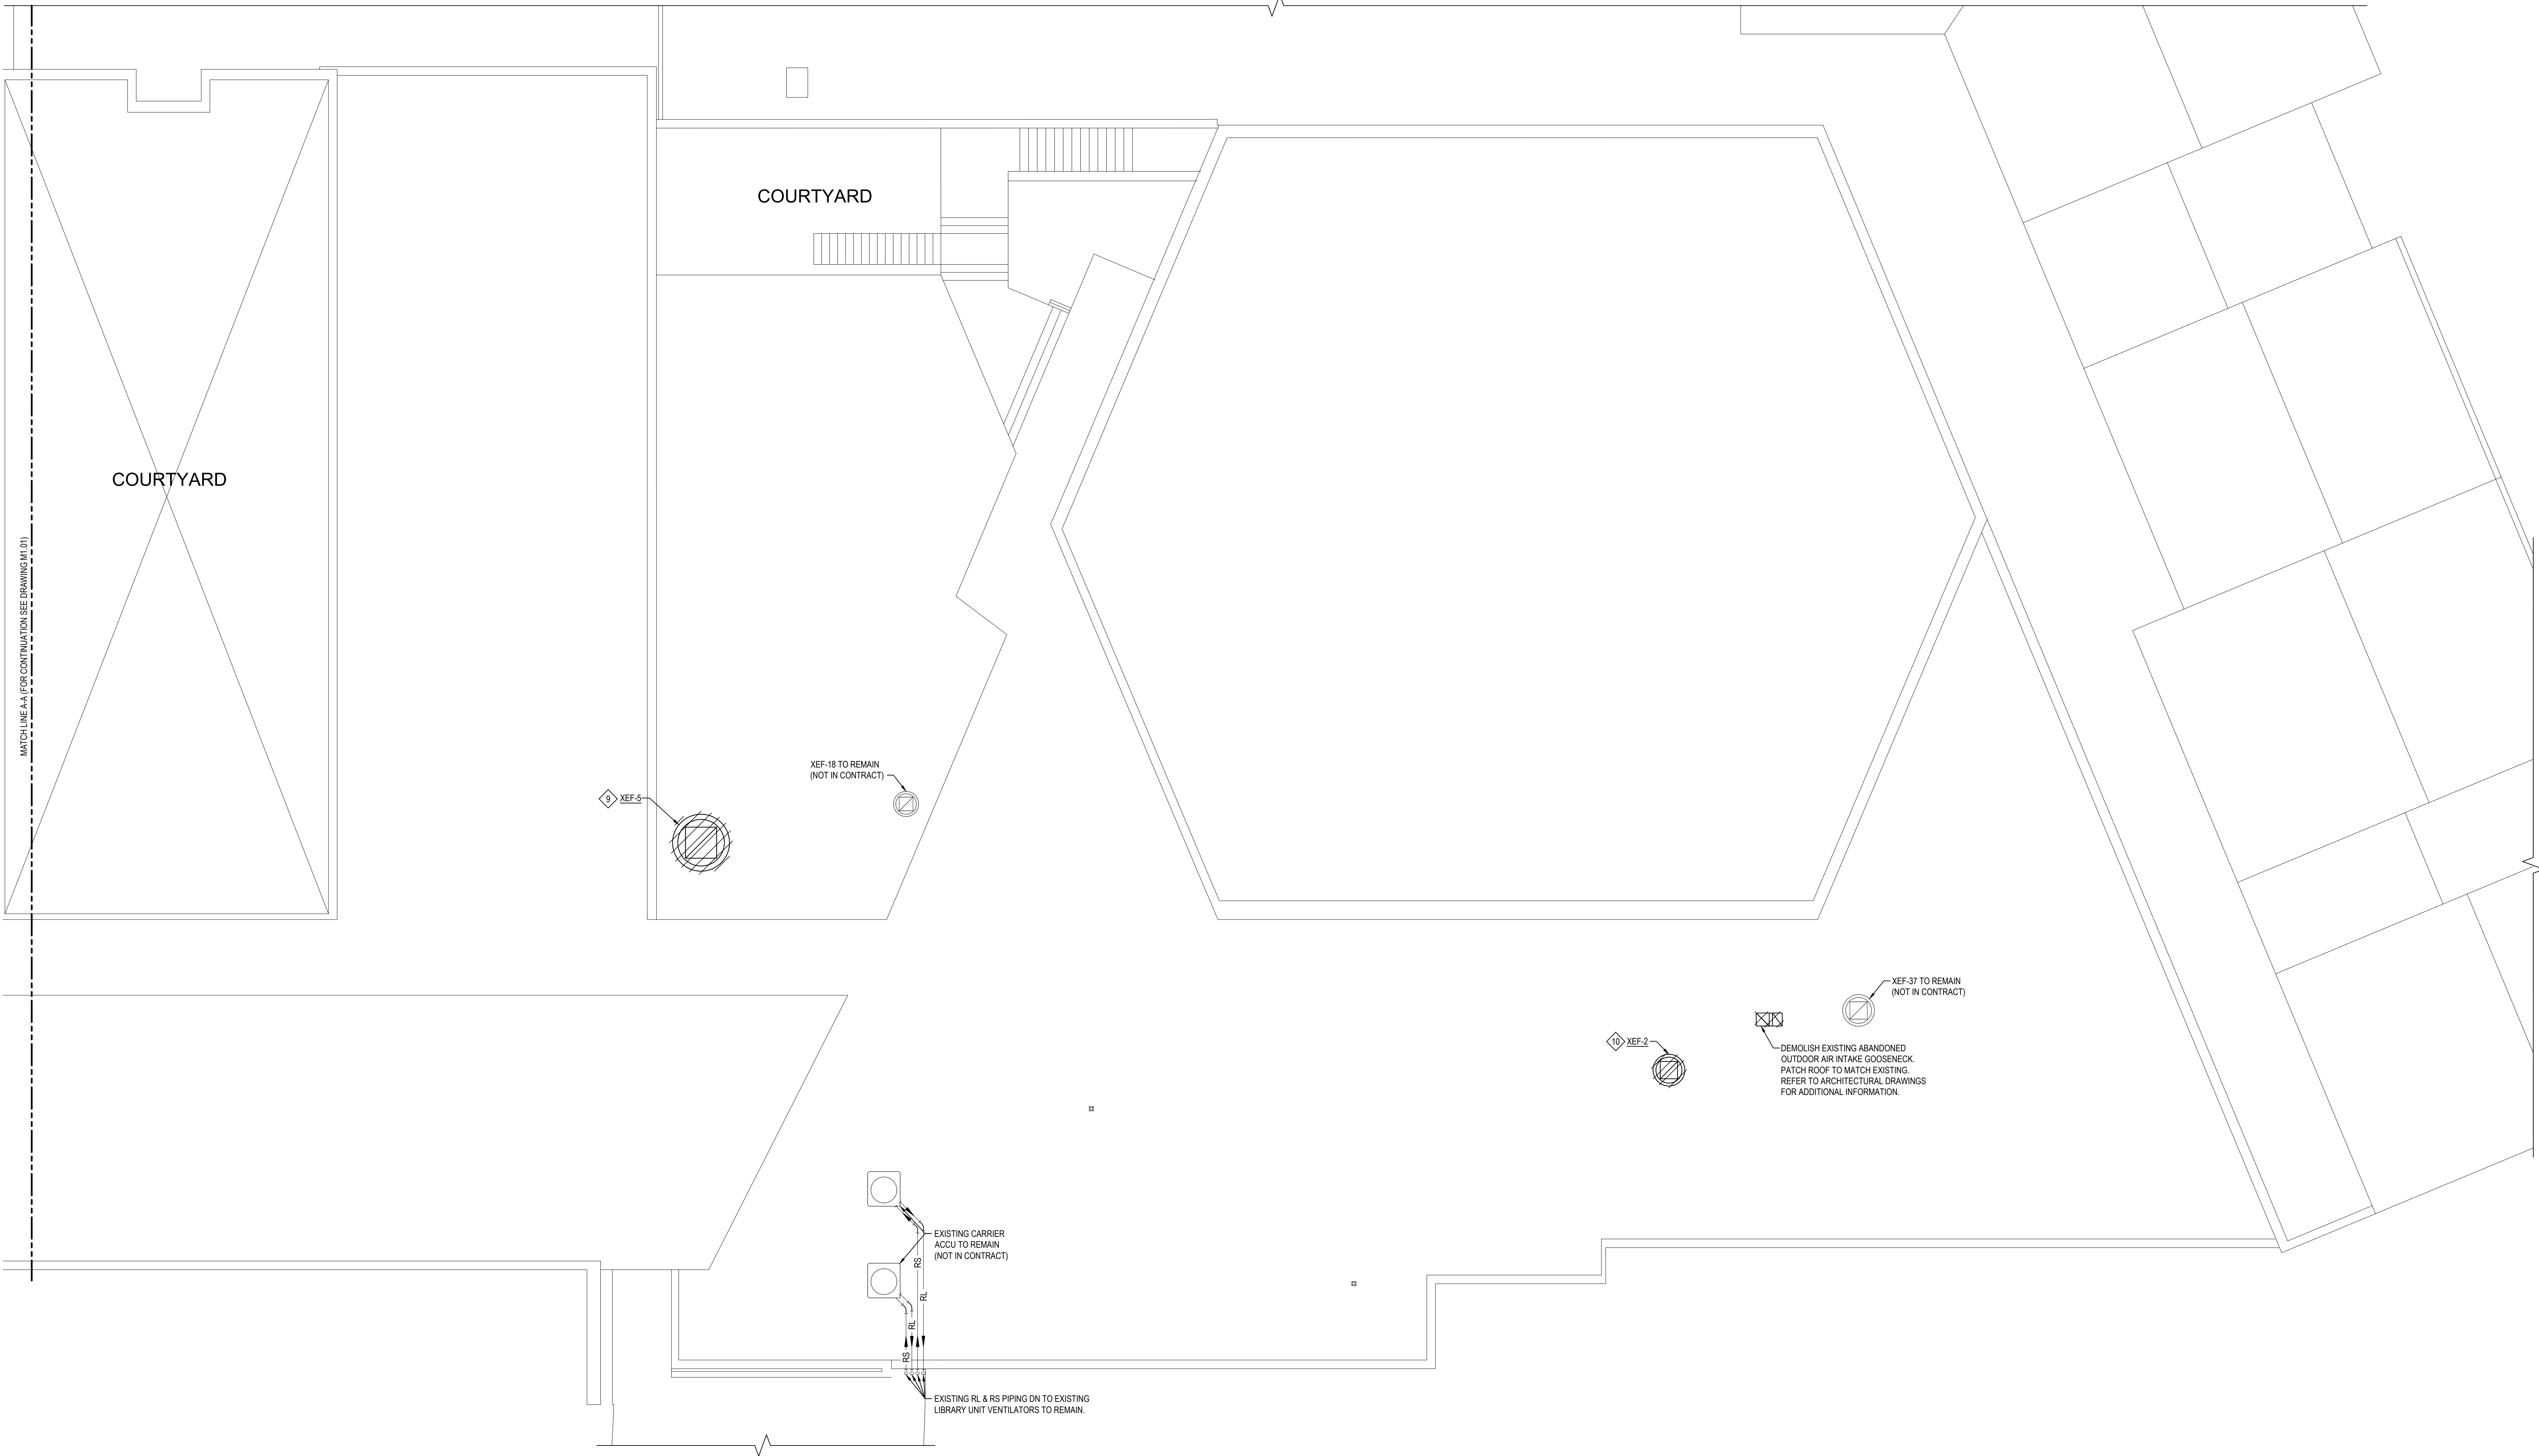 COURTYARD
COURTYARD
MATCH LINE A-A (FOR CONTINUATION SEE DRAWING M1.01)
XEF-18 TO REMAIN
(NOT IN CONTRACT)
9 XEF-5
XEF-37 TO REMAIN
(NOT IN CONTRACT)
10 XEF-2
DEMOLISH EXISTING ABANDONED
OUTDOOR AIR INTAKE GOOSENECK.
PATCH ROOF TO MATCH EXISTING.
REFER TO ARCHITECTURAL DRAWINGS
FOR ADDITIONAL INFORMATION.
EXISTING CARRIER
ACCU TO REMAIN
(NOT IN CONTRACT)
RS
RL
RL
RS
EXISTING RL & RS PIPING DN TO EXISTING
LIBRARY UNIT VENTILATORS TO REMAIN.